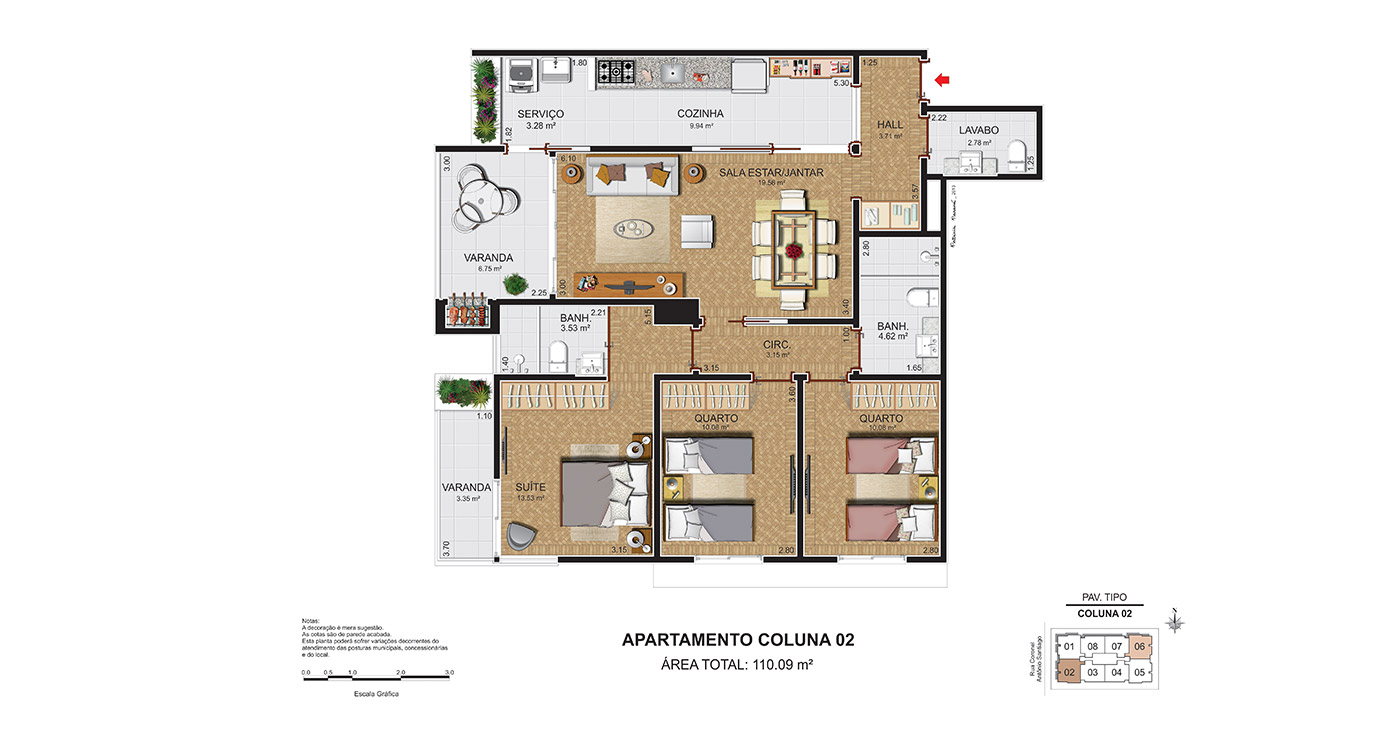 1.80
5.30
1.25
SERVIÇO
3.28 m²
1.82
COZINHA
9.94 m²
HALL
3.71 m²
2.22
LAVABO
2.78 m²
1.25
3.00
6.10
SALA ESTAR/JANTAR
19.56 m²
3.57
VARANDA
6.75 m²
2.25
3.00
3.40
2.80
BANH.
4.62 m²
1.65
BANH.
3.53 m²
2.21
1.40
5.15
CIRC.
3.15 m²
3.15
1.00
1.10
VARANDA
3.35 m²
3.70
SUÍTE
13.53 m²
3.15
QUARTO
10.08 m²
3.60
2.80
QUARTO
10.08 m²
2.80
Notas:
A decoração é mera sugestão.
As cotas são de parede acabada.
Esta planta poderá sofrer variações decorrentes do
atendimento das posturas municipais, concessionárias
e do local.
0.0 0.5 1.0 2.0 3.0
Escala Gráfica
APARTAMENTO COLUNA 02
ÁREA TOTAL: 110.09 m²
PAV. TIPO
COLUNA 02
Rua Coronel
Antônio Santiago
01 08 07 06
02 03 04 05
N